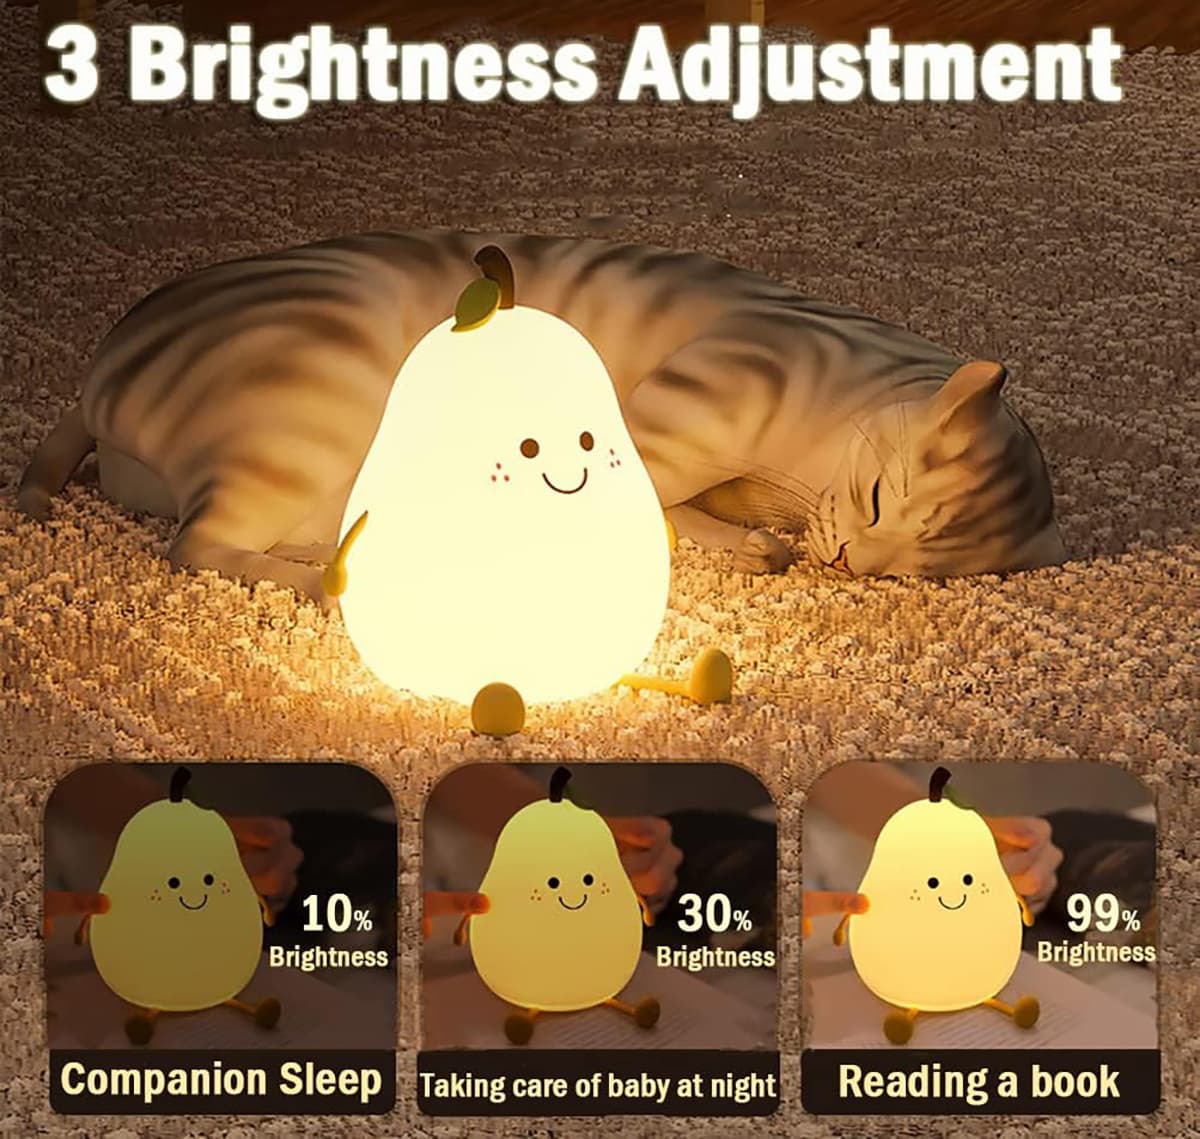 3 Brightness Adjustment
10%
Brightness
Companion Sleep
30%
Brightness
Taking care of baby at night
99%
Brightness
Reading a book